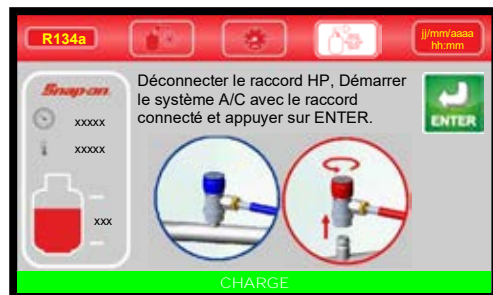 R134a
jj/mm/aaaa
hh:mm
Snap-on
xxxxx
xxxxx
xxx
Déconnecter le raccord HP, Démarrer
le système A/C avec le raccord
connecté et appuyer sur ENTER.
ENTER
CHARGE